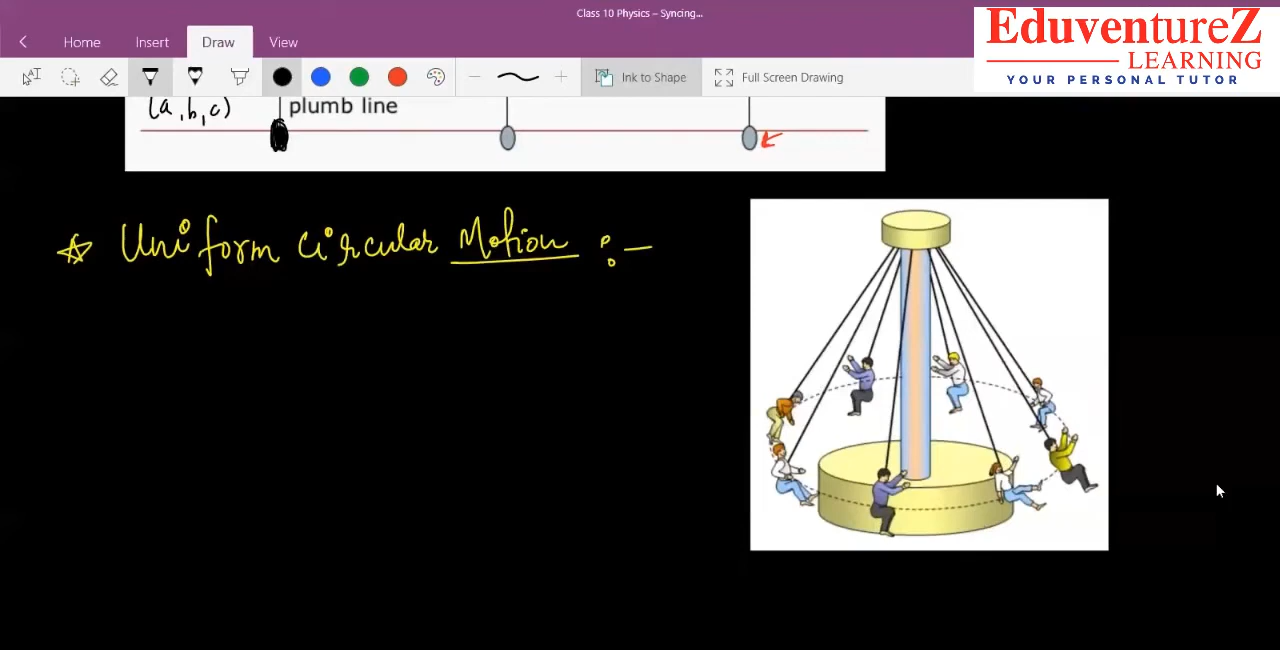 Class 10 Physics – Syncing...
EduventureZ
LEARNING
YOUR PERSONAL TUTOR
Home Insert Draw View
Ink to Shape Full Screen Drawing
(a,b,c) plumb line
☆ Uniform circular Motion :-